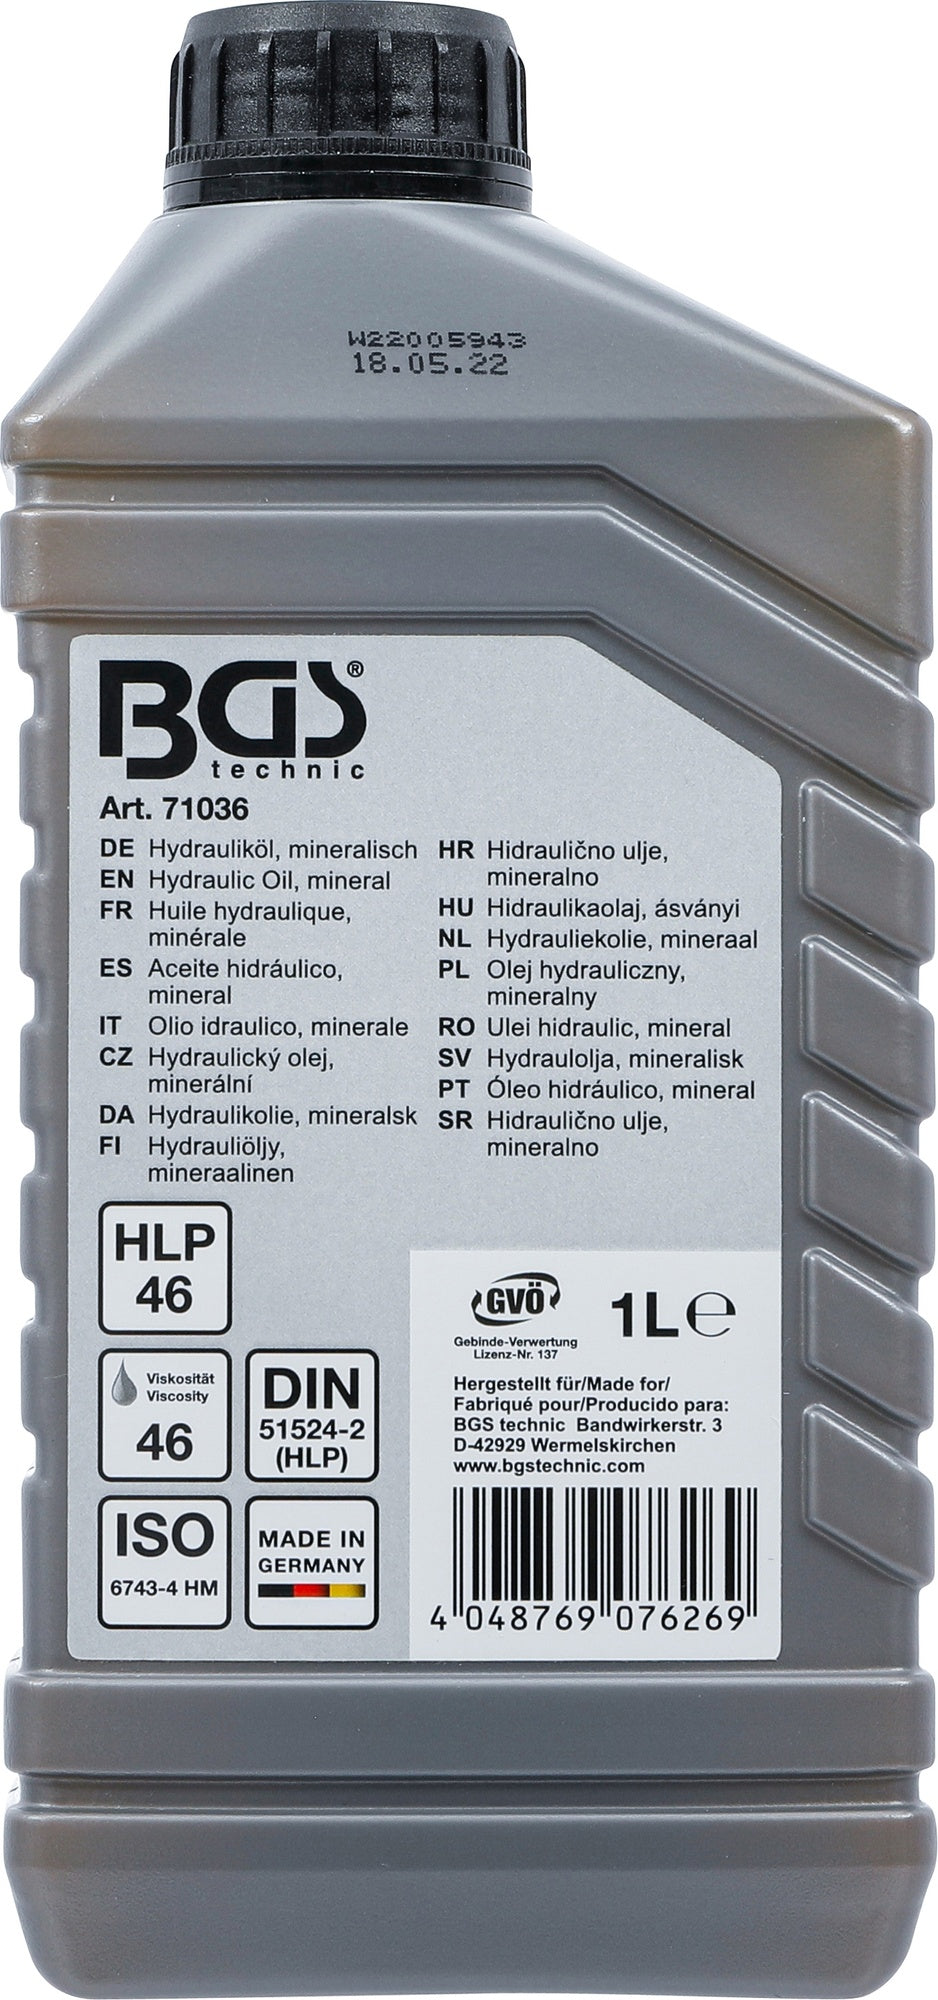 W22005943
18.05.22
BGS®
technic
Art. 71036
DE Hydrauliköl, mineralisch
EN Hydraulic Oil, mineral
FR Huile hydraulique,
minérale
ES Aceite hidráulico,
mineral
IT Olio idraulico, minerale
CZ Hydraulický olej,
minerální
DA Hydraulikolie, mineralsk
FI Hydrauliöljy,
mineraalinen
HR Hidraulično ulje,
mineralno
HU Hidraulikaolaj, ásványi
NL Hydrauliekolie, mineraal
PL Olej hydrauliczny,
mineralny
RO Ulei hidraulic, mineral
SV Hydraulolja, mineralisk
PT Óleo hidráulico, mineral
SR Hidraulično ulje,
mineralno
HLP
46
Viskosität
Viscosity
46
DIN
51524-2
(HLP)
ISO
6743-4 HM
MADE IN
GERMANY
GVÖ
Gebinde-Verwertung
Lizenz-Nr. 137
1L℮
Hergestellt für/Made for/
Fabriqué pour/Producido para:
BGS technic Bandwirkerstr. 3
D-42929 Wermelskirchen
www.bgstechnic.com
4 048769 076269